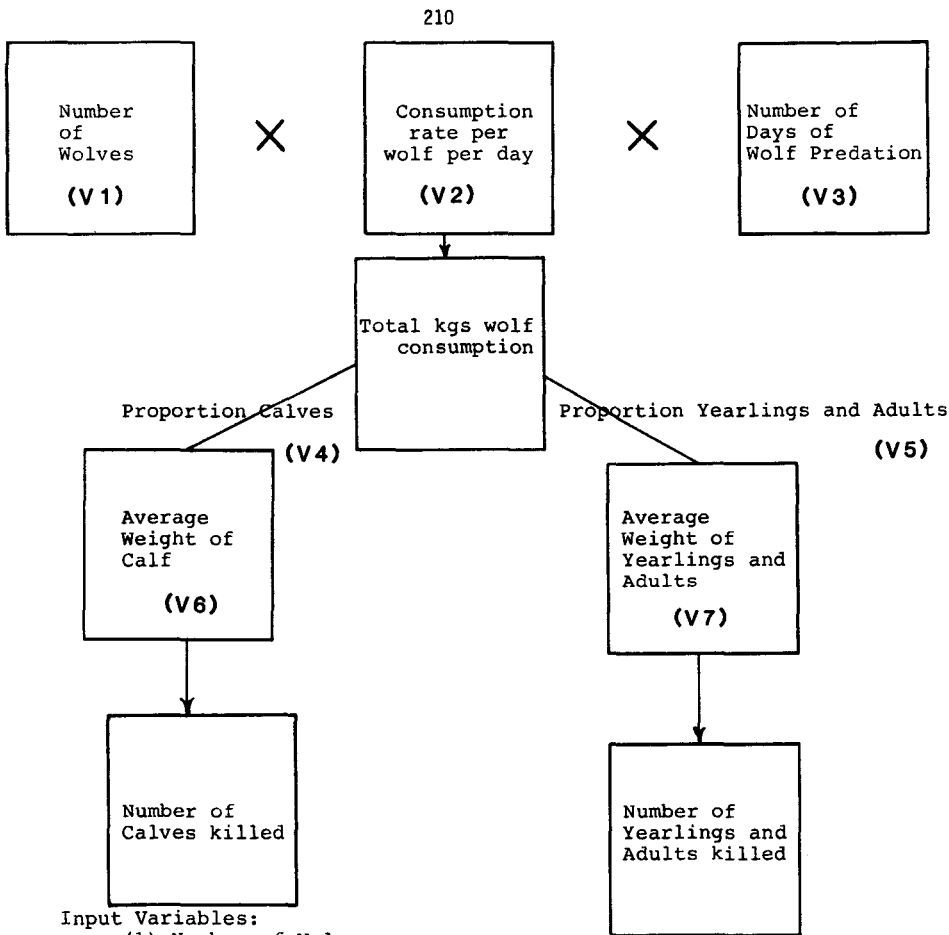 210
Number
of
Wolves
(V1)
X
Consumption
rate per
wolf per day
(V2)
X
Number of
Days of
Wolf Predation
(V3)
Total kgs wolf
consumption
Proportion Calves
(V4)
Proportion Yearlings and Adults
(V5)
Average
Weight of
Calf
(V6)
Average
Weight of
Yearlings and
Adults
(V7)
Number of
Calves killed
Number of
Yearlings and
Adults killed
Input Variables: